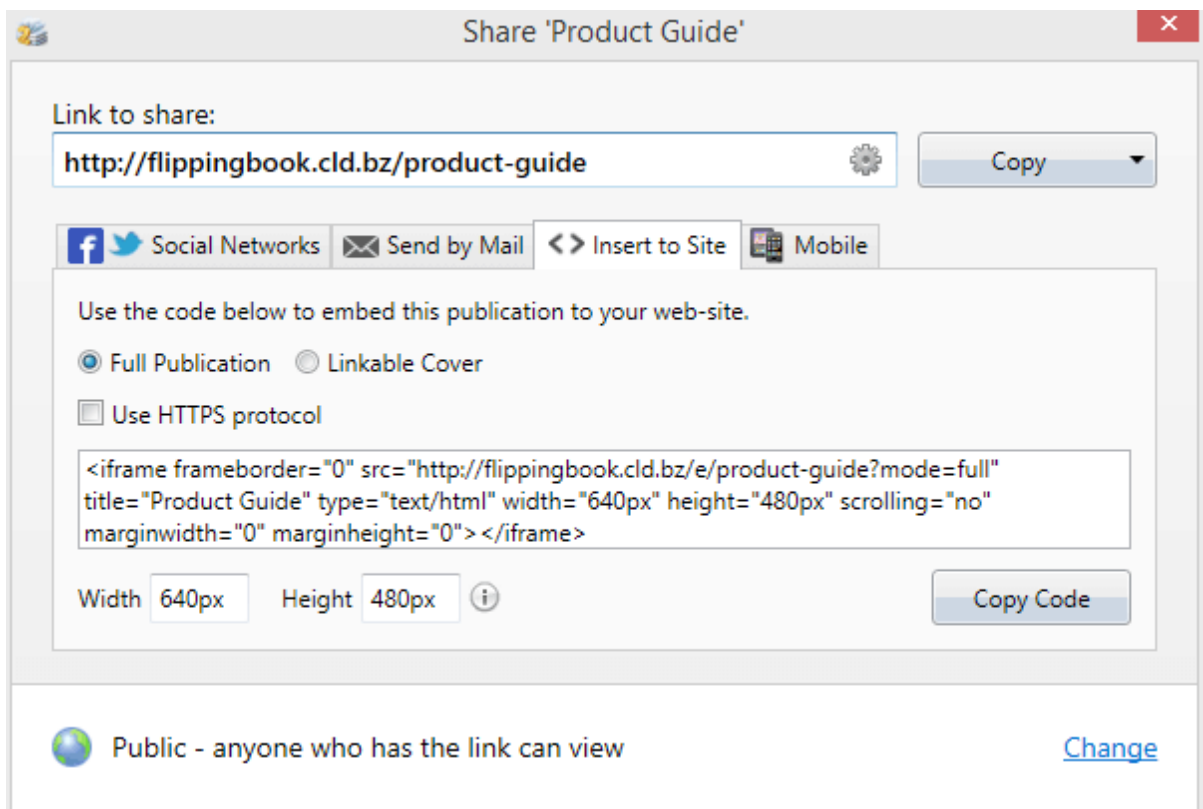 Share 'Product Guide'
Link to share:
http://flippingbook.cld.bz/product-guide
Copy
Social Networks
Send by Mail
<> Insert to Site
Mobile
Use the code below to embed this publication to your web-site.
Full Publication
Linkable Cover
Use HTTPS protocol
<iframe frameborder="0" src="http://flippingbook.cld.bz/e/product-guide?mode=full"
title="Product Guide" type="text/html" width="640px" height="480px" scrolling="no"
marginwidth="0" marginheight="0"></iframe>
Width 640px Height 480px
Copy Code
Public - anyone who has the link can view
Change